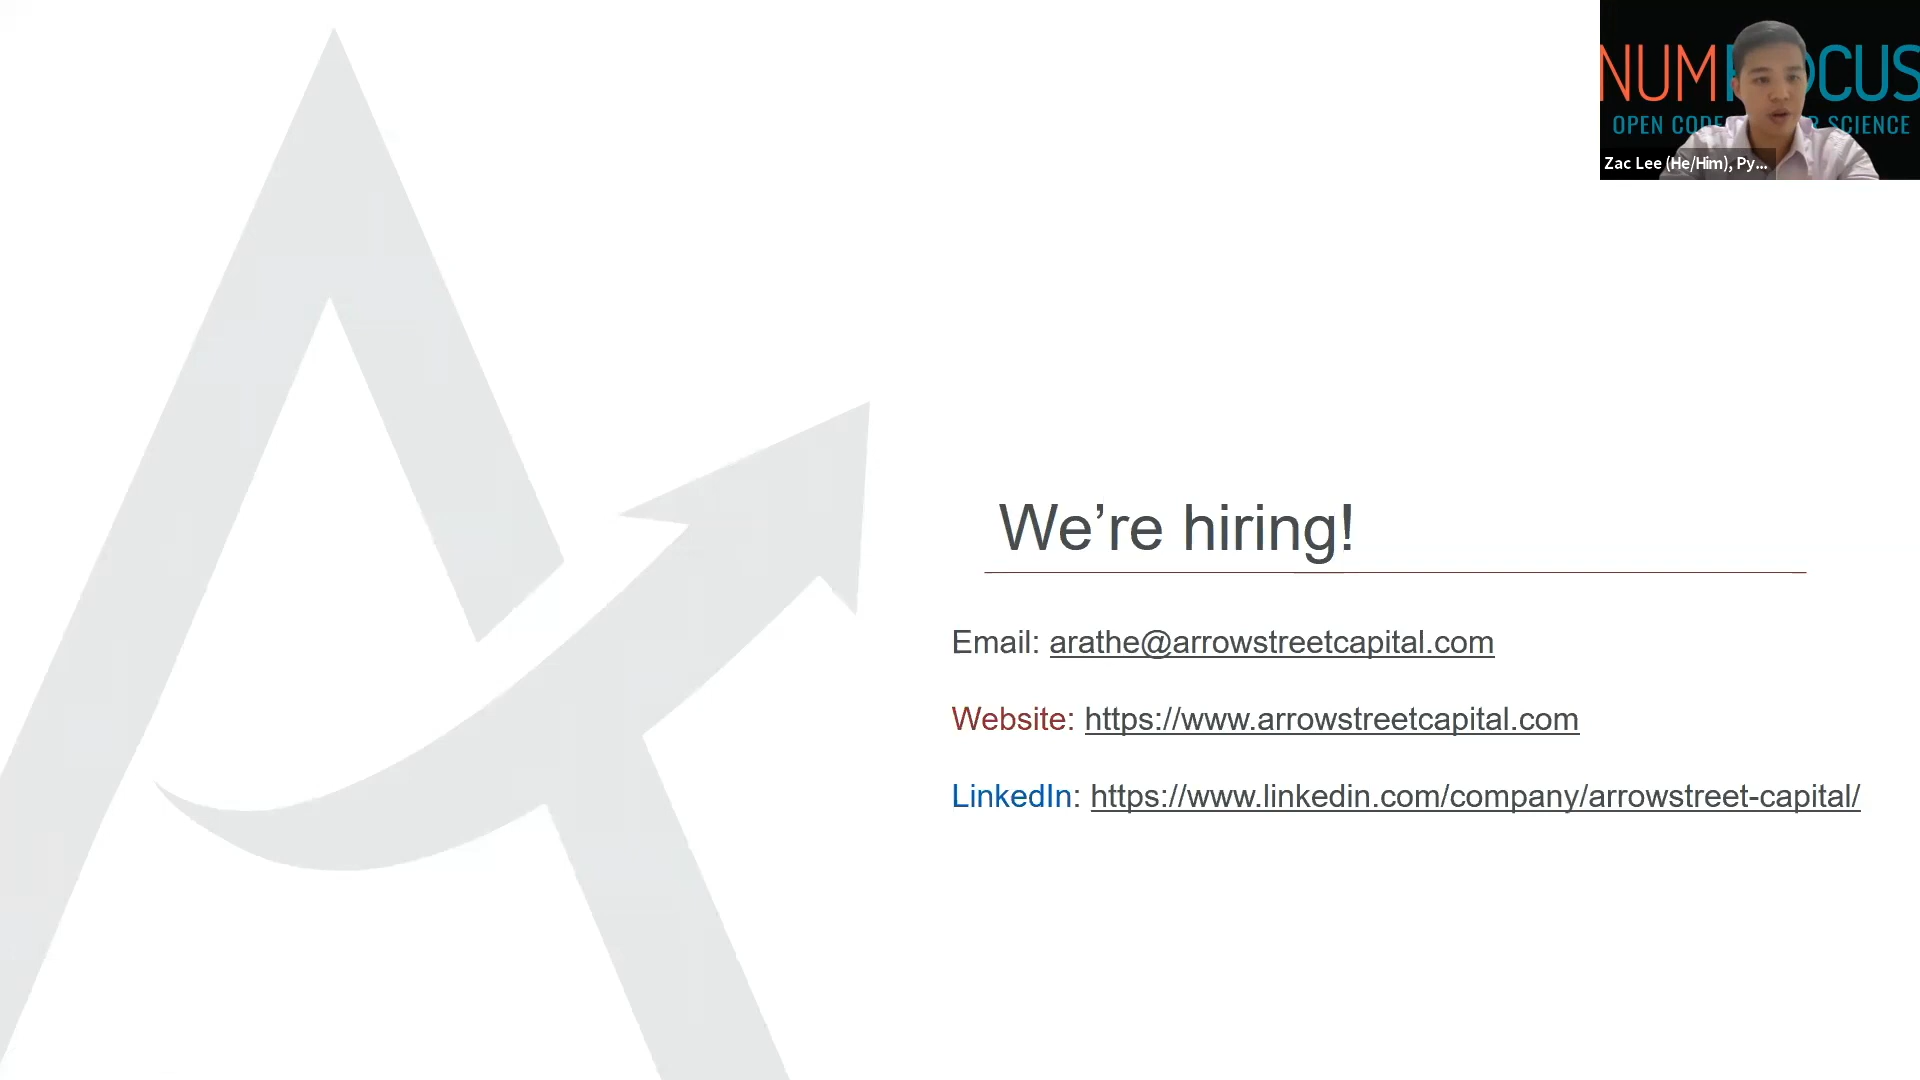 NUMFOCUS
OPEN CODE SCIENCE
Zac Lee (He/Him), Py...
We're hiring!
Email: arathe@arrowstreetcapital.com
Website: https://www.arrowstreetcapital.com
LinkedIn: https://www.linkedin.com/company/arrowstreet-capital/